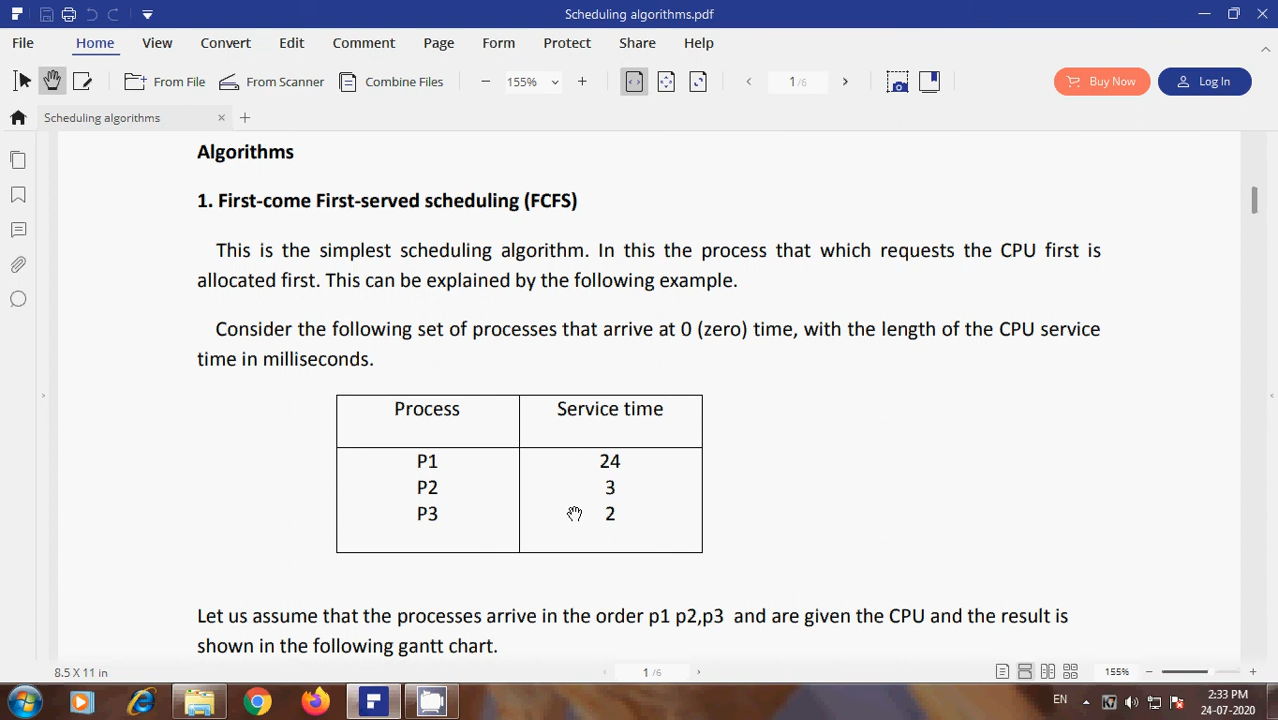 Scheduling algorithms.pdf
File Home View Convert Edit Comment Page Form Protect Share Help
From File From Scanner Combine Files 155% 1/6 Buy Now Log In
Scheduling algorithms
Algorithms
1. First-come First-served scheduling (FCFS)
This is the simplest scheduling algorithm. In this the process that which requests the CPU first is
allocated first. This can be explained by the following example.
Consider the following set of processes that arrive at 0 (zero) time, with the length of the CPU service
time in milliseconds.
Process Service time
P1 24
P2 3
P3 2
Let us assume that the processes arrive in the order p1 p2,p3 and are given the CPU and the result is
shown in the following gantt chart.
8.5 X 11 in 1/6 155%
EN 2:33 PM
24-07-2020